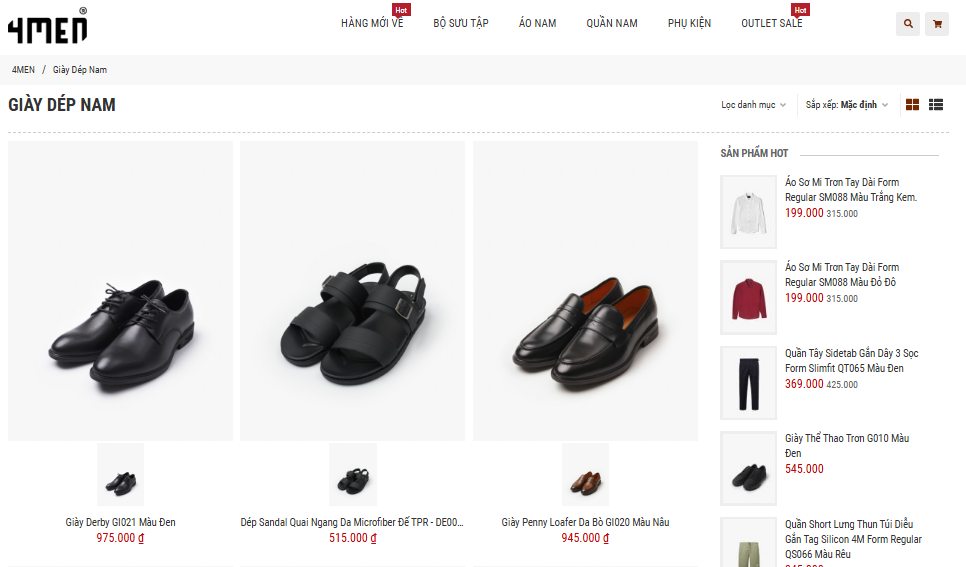 4MEN®
HÀNG MỚI VỀ
Hot
BỘ SƯU TẬP
ÁO NAM
QUẦN NAM
PHỤ KIỆN
OUTLET SALE
Hot
4MEN / Giày Dép Nam
GIÀY DÉP NAM
Lọc danh mục
Sắp xếp: Mặc định
Giày Derby GI021 Màu Đen
975.000 ₫
Dép Sandal Quai Ngang Da Microfiber Đế TPR - DE00...
515.000 ₫
Giày Penny Loafer Da Bò GI020 Màu Nâu
945.000 ₫
SẢN PHẨM HOT
Áo Sơ Mi Trơn Tay Dài Form
Regular SM088 Màu Trắng Kem.
199.000 315.000
Áo Sơ Mi Trơn Tay Dài Form
Regular SM088 Màu Đỏ Đô
199.000 315.000
Quần Tây Sidetab Gắn Dây 3 Sọc
Form Slimfit QT065 Màu Đen
369.000 425.000
Giày Thể Thao Trơn G010 Màu
Đen
545.000
Quần Short Lưng Thun Túi Diễu
Gắn Tag Silicon 4M Form Regular
QS066 Màu Rêu